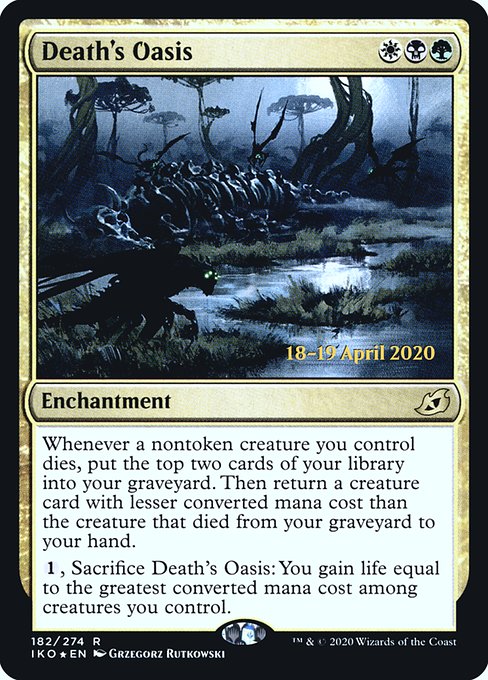 Death's Oasis
18-19 April 2020
Enchantment
Whenever a nontoken creature you control
dies, put the top two cards of your library
into your graveyard. Then return a creature
card with lesser converted mana cost than
the creature that died from your graveyard to
your hand.
1, Sacrifice Death's Oasis: You gain life equal
to the greatest converted mana cost among
creatures you control.
182/274 R
IKO★EN Grzegorz Rutkowski
™ & © 2020 Wizards of the Coast